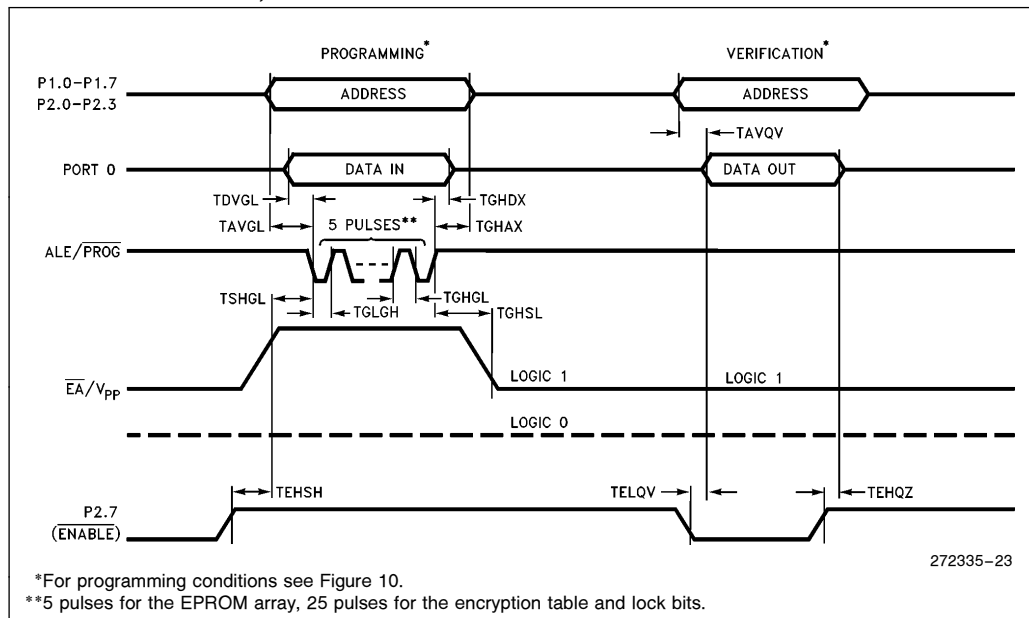 PROGRAMMING*
VERIFICATION*
P1.0–P1.7
P2.0–P2.3
ADDRESS
ADDRESS
TAVQV
PORT 0
DATA IN
DATA OUT
TDVGL
TGHDX
TAVGL
5 PULSES**
TGHAX
ALE/PROG
TSHGL
TGLGH
TGHGL
TGHSL
EA/VPP
LOGIC 1
LOGIC 1
LOGIC 0
TEHSH
TELQV
TEHQZ
P2.7
(ENABLE)
272335–23
*For programming conditions see Figure 10.
**5 pulses for the EPROM array, 25 pulses for the encryption table and lock bits.